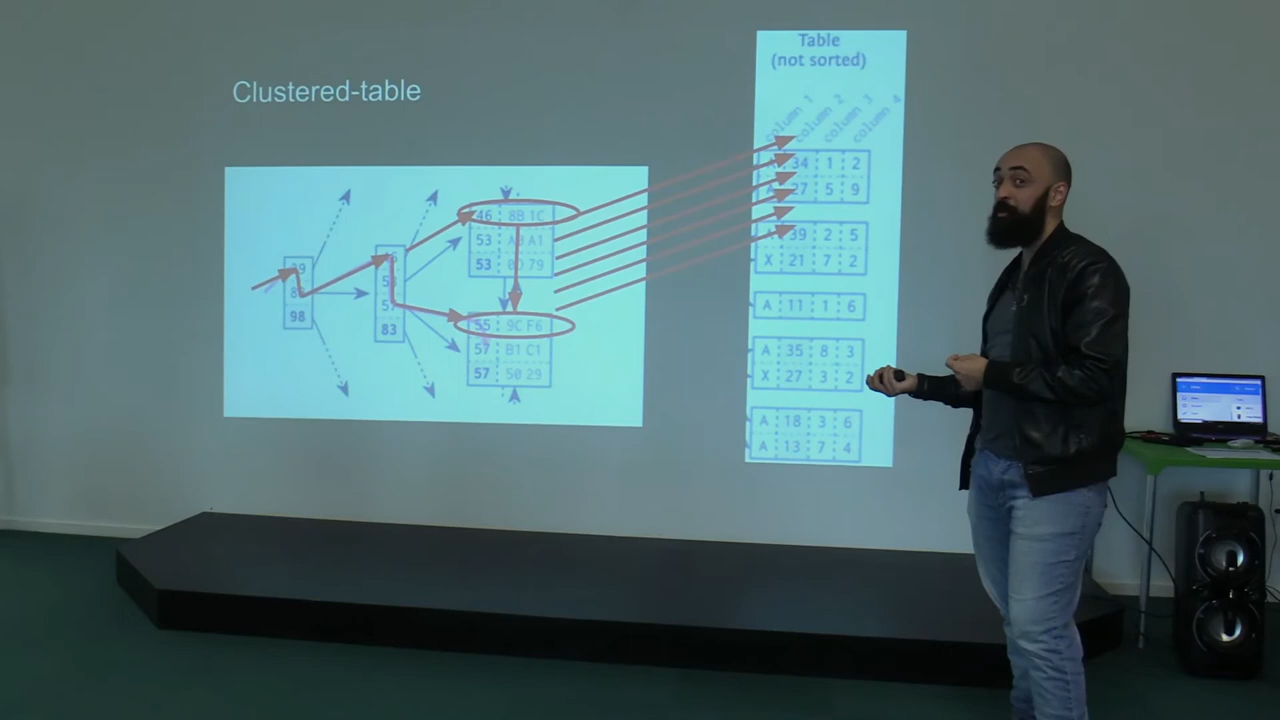 Clustered-table
Table
(not sorted)
column 1
column 2
column 3
column 4
46 8B 1C
53 A1
53 79
98
83
55 9C F6
57 B1 C1
57 50 29
34 1 2
27 5 9
39 2 5
X 21 7 2
A 11 1 6
A 35 8 3
X 27 3 2
A 18 3 6
A 13 7 4